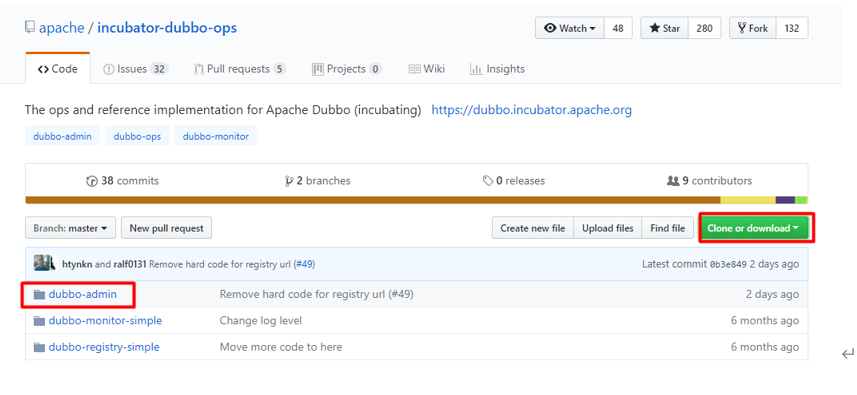 apache / incubator-dubbo-ops
Watch 48 Star 280 Fork 132
Code Issues 32 Pull requests 5 Projects 0 Wiki Insights
The ops and reference implementation for Apache Dubbo (incubating) https://dubbo.incubator.apache.org
dubbo-admin dubbo-ops dubbo-monitor
38 commits 2 branches 0 releases 9 contributors
Branch: master New pull request Create new file Upload files Find file Clone or download
htynkn and ralf0131 Remove hard code for registry url (#49) Latest commit 0b3e849 2 days ago
dubbo-admin Remove hard code for registry url (#49) 2 days ago
dubbo-monitor-simple Change log level 6 months ago
dubbo-registry-simple Move more code to here 6 months ago